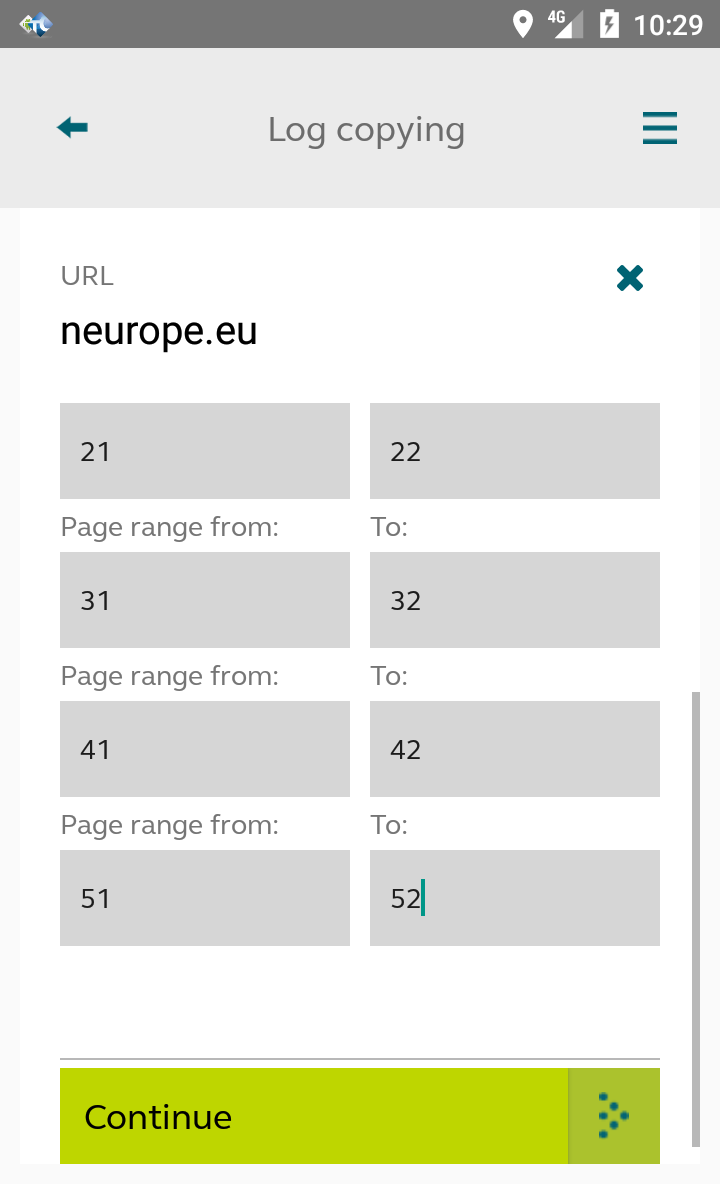 4G 10:29
Log copying
URL
neurope.eu
21 22
Page range from: To:
31 32
Page range from: To:
41 42
Page range from: To:
51 52
Continue